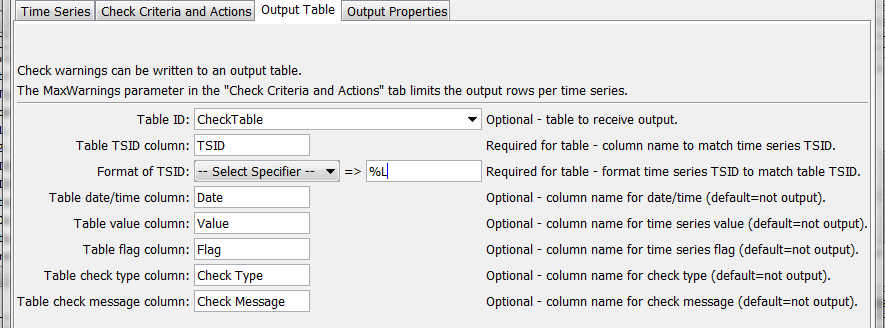 Time Series Check Criteria and Actions Output Table Output Properties
Check warnings can be written to an output table.
The MaxWarnings parameter in the "Check Criteria and Actions" tab limits the output rows per time series.
Table ID: CheckTable Optional - table to receive output.
Table TSID column: TSID Required for table - column name to match time series TSID.
Format of TSID: -- Select Specifier -- => %L Required for table - format time series TSID to match table TSID.
Table date/time column: Date Optional - column name for date/time (default=not output).
Table value column: Value Optional - column name for time series value (default=not output).
Table flag column: Flag Optional - column name for time series flag (default=not output).
Table check type column: Check Type Optional - column name for check type (default=not output).
Table check message column: Check Message Optional - column name for check message (default=not output).